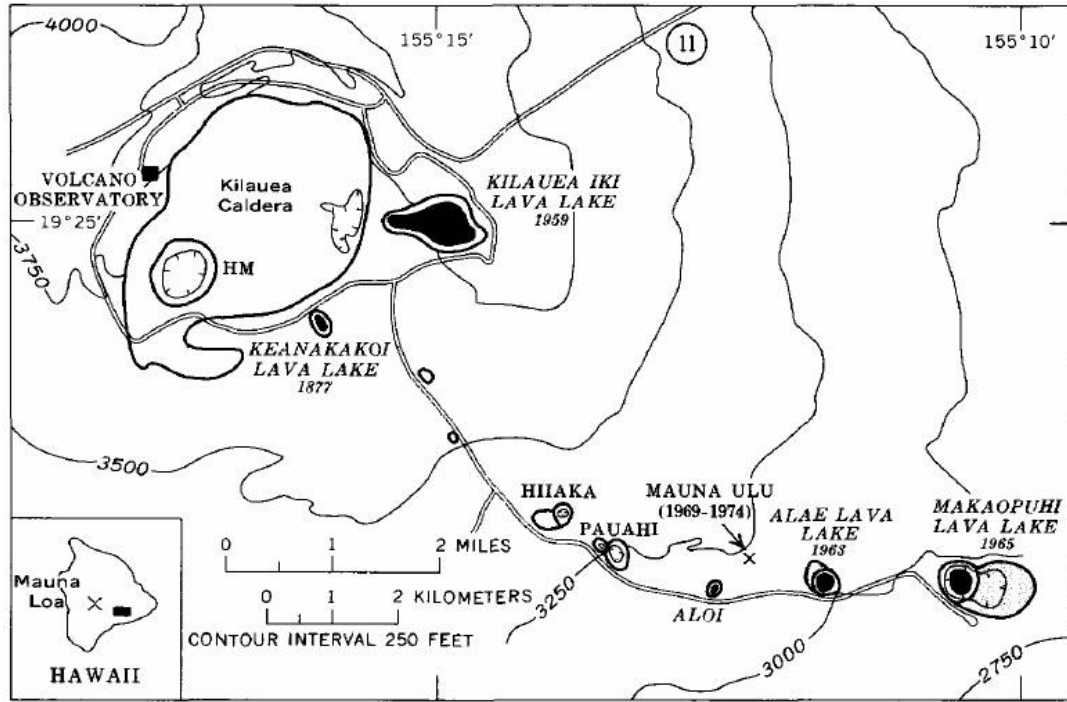 4000
155°15'
155°10'
11
VOLCANO
OBSERVATORY
19°25'
Kilauea
Caldera
KILAUEA IKI
LAVA LAKE
1959
3750
HM
KEANAKAKOI
LAVA LAKE
1877
3500
HIIAKA
MAUNA ULU
(1969-1974)
ALAE LAVA
LAKE
1963
MAKAOPUHI
LAVA LAKE
1965
PAUAHI
0 1 2 MILES
0 1 2 KILOMETERS
CONTOUR INTERVAL 250 FEET
3250
ALOI
3000
2750
Mauna
Loa
HAWAII